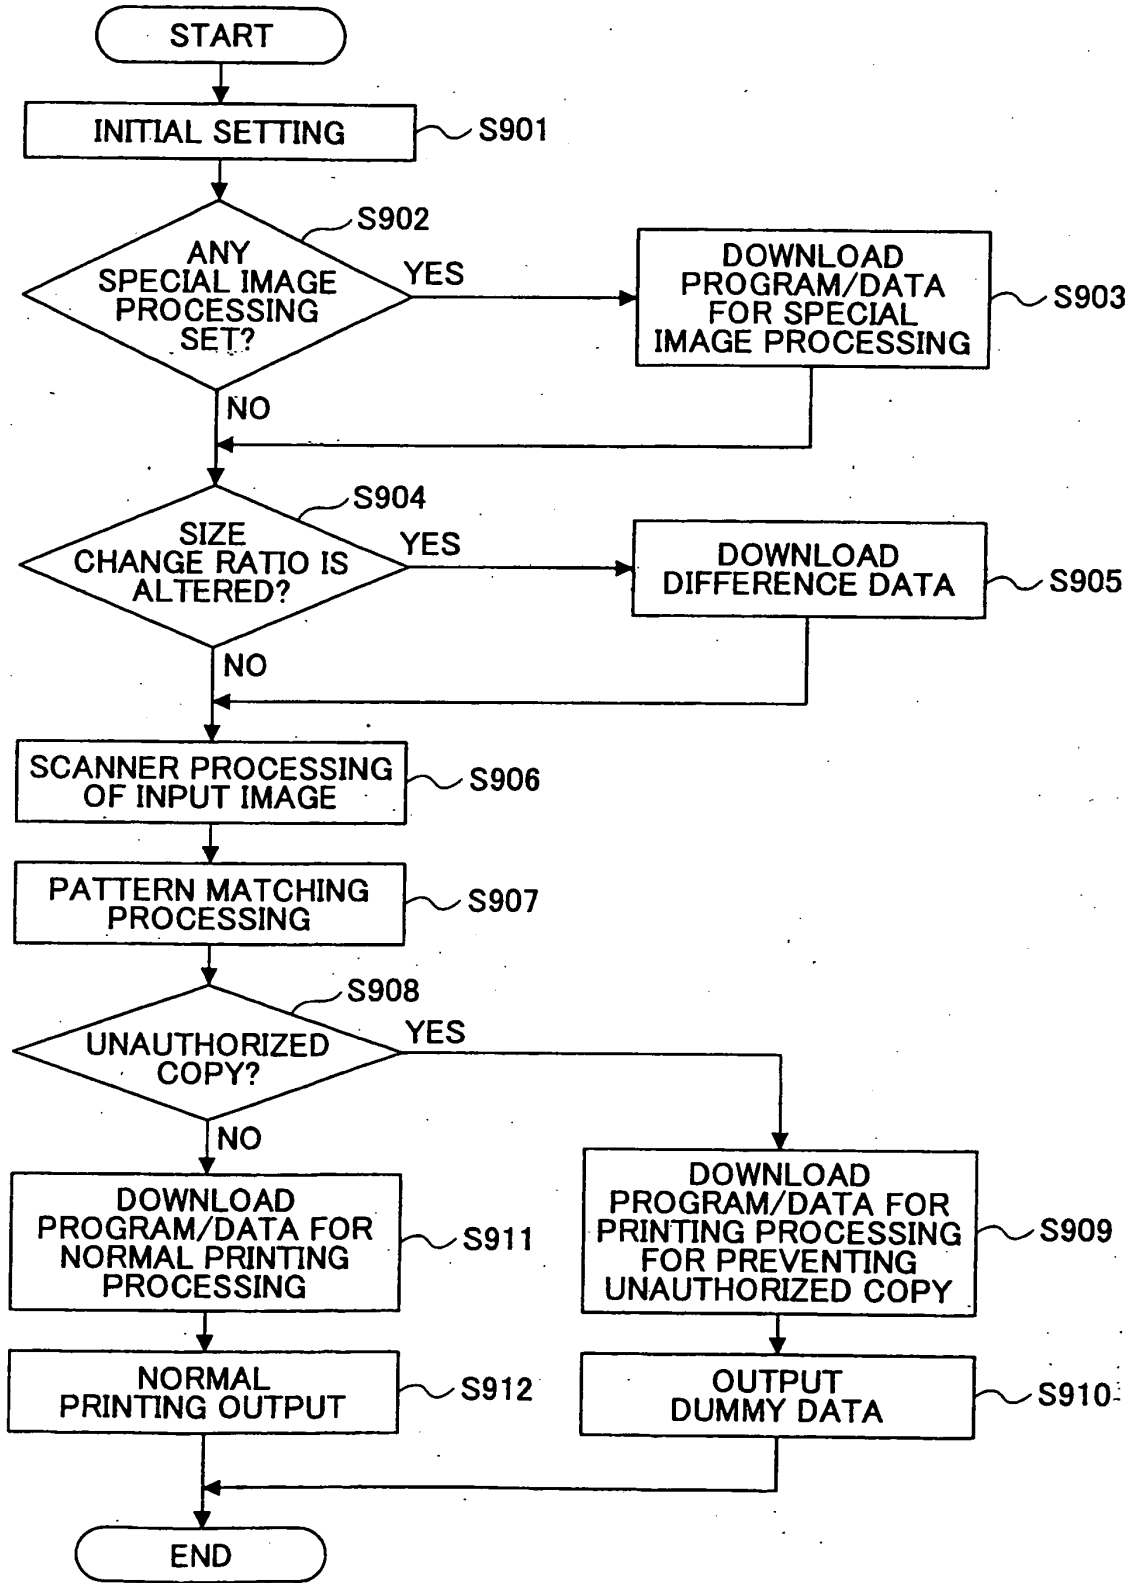 START
INITIAL SETTING
S901
S902
ANY
SPECIAL IMAGE
PROCESSING
SET?
YES
DOWNLOAD
PROGRAM/DATA
FOR SPECIAL
IMAGE PROCESSING
S903
NO
S904
SIZE
CHANGE RATIO IS
ALTERED?
YES
DOWNLOAD
DIFFERENCE DATA
S905
NO
SCANNER PROCESSING
OF INPUT IMAGE
S906
PATTERN MATCHING
PROCESSING
S907
S908
UNAUTHORIZED
COPY?
YES
NO
DOWNLOAD
PROGRAM/DATA FOR
NORMAL PRINTING
PROCESSING
S911
DOWNLOAD
PROGRAM/DATA FOR
PRINTING PROCESSING
FOR PREVENTING
UNAUTHORIZED COPY
S909
NORMAL
PRINTING OUTPUT
S912
OUTPUT
DUMMY DATA
S910
END